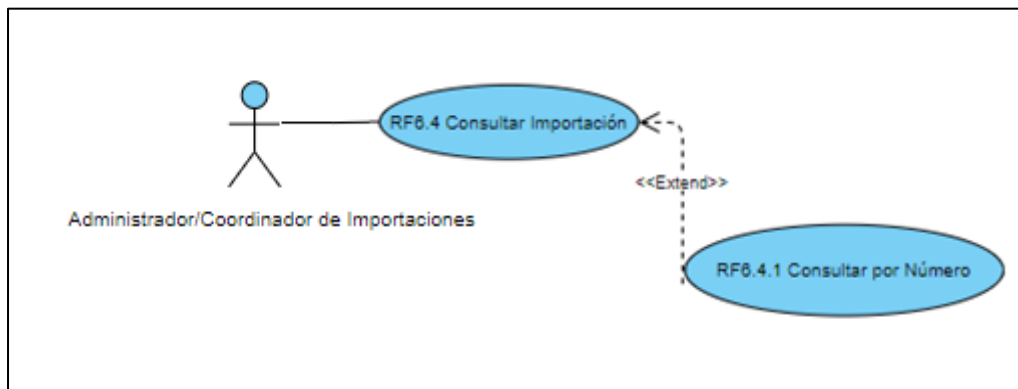 RF6.4 Consultar Importación
<<Extend>>
Administrador/Coordinador de Importaciones
RF6.4.1 Consultar por Número